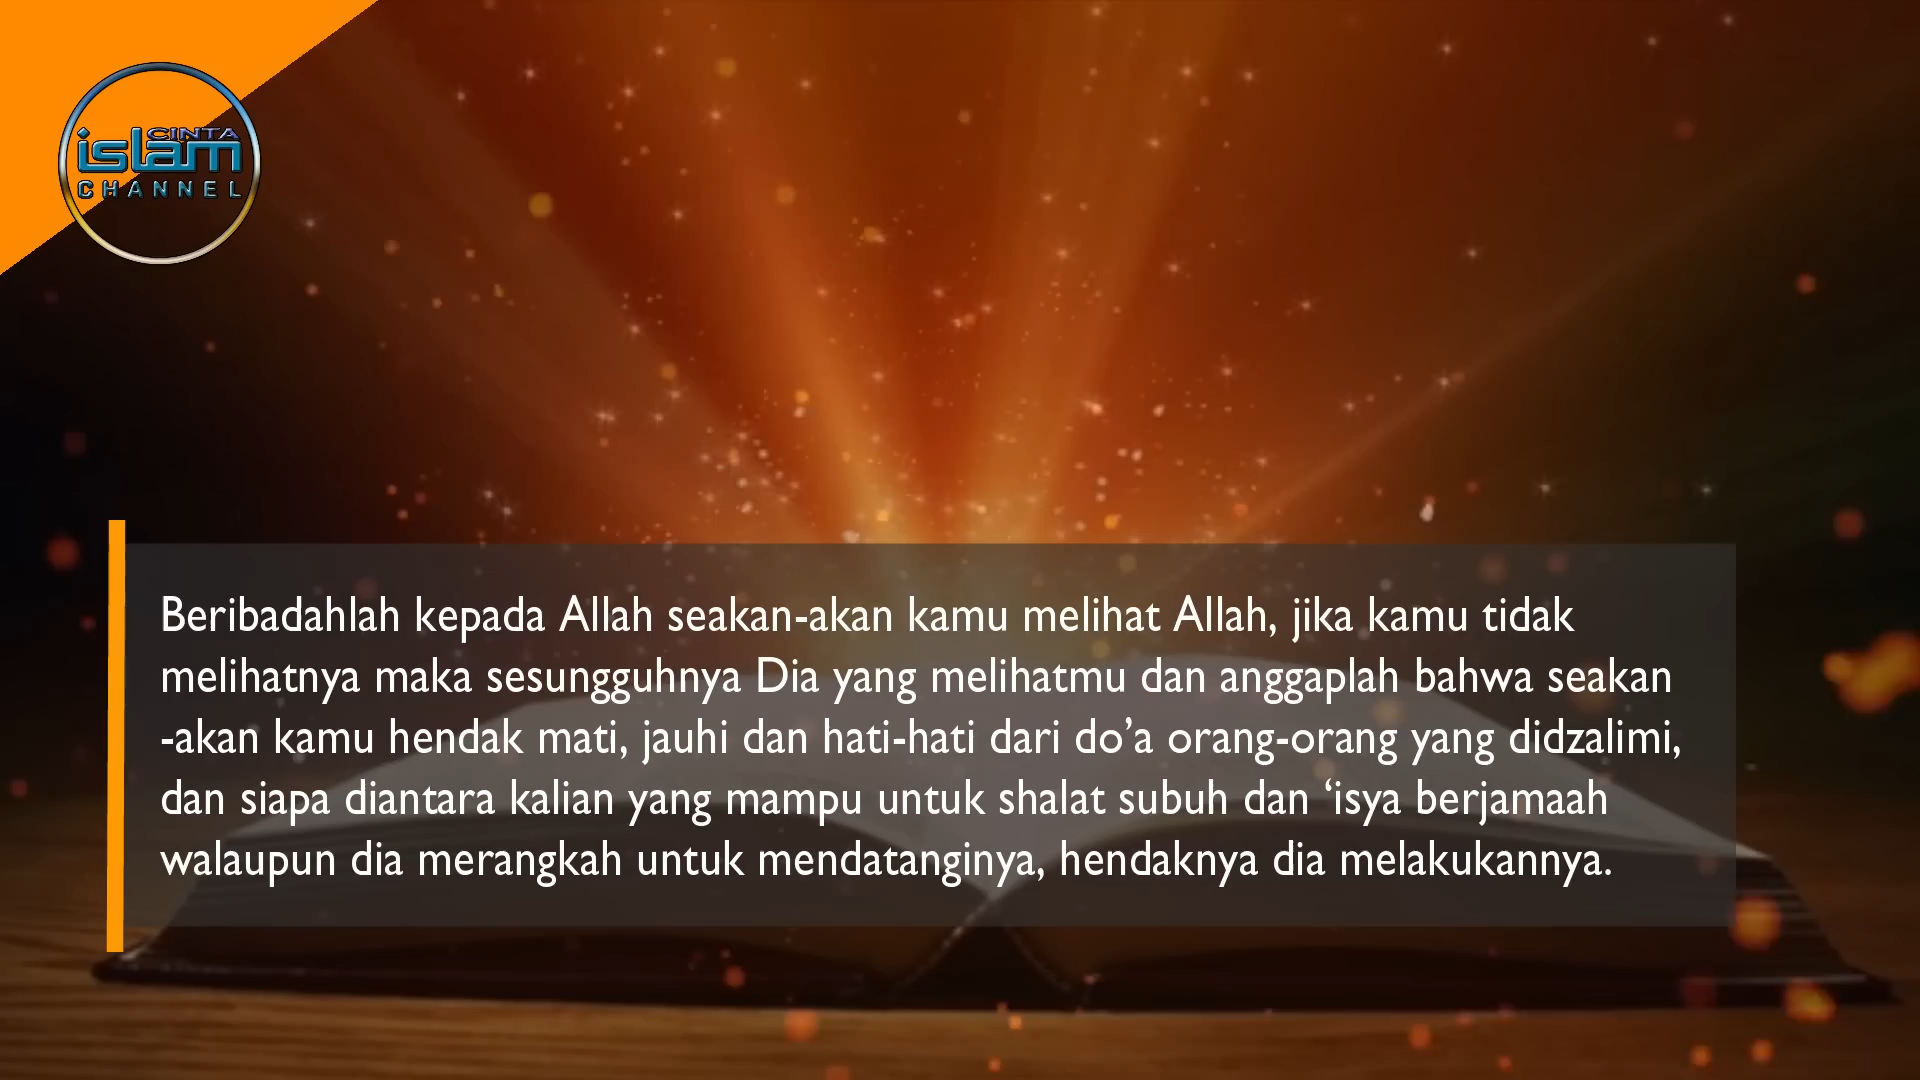 CINTA
islam
CHANNEL
Beribadahlah kepada Allah seakan-akan kamu melihat Allah, jika kamu tidak
melihatnya maka sesungguhnya Dia yang melihatmu dan anggaplah bahwa seakan
-akan kamu hendak mati, jauhi dan hati-hati dari do’a orang-orang yang didzalimi,
dan siapa diantara kalian yang mampu untuk shalat subuh dan ‘isya berjamaah
walaupun dia merangkah untuk mendatanginya, hendaknya dia melakukannya.